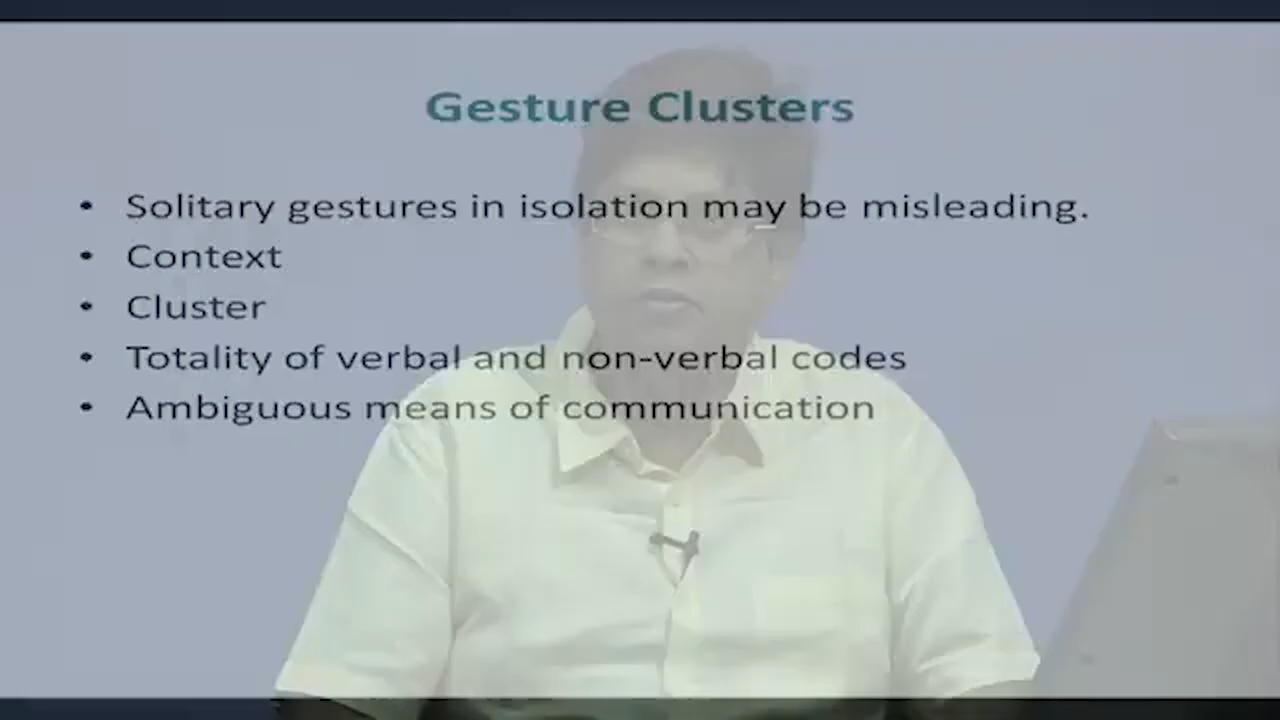 Gesture Clusters
• Solitary gestures in isolation may be misleading.
• Context
• Cluster
• Totality of verbal and non-verbal codes
• Ambiguous means of communication